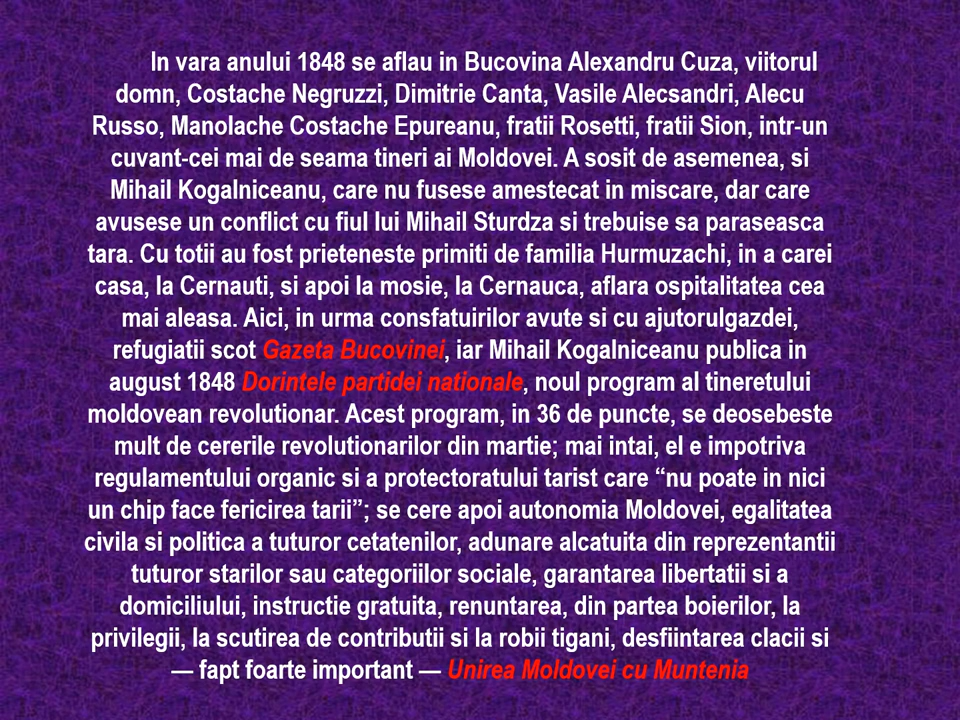 In vara anului 1848 se aflau in Bucovina Alexandru Cuza, viitorul
domn, Costache Negruzzi, Dimitrie Canta, Vasile Alecsandri, Alecu
Russo, Manolache Costache Epureanu, fratii Rosetti, fratii Sion, intr-un
cuvant-cei mai de seama tineri ai Moldovei. A sosit de asemenea, si
Mihail Kogalniceanu, care nu fusese amestecat in miscare, dar care
avusese un conflict cu fiul lui Mihail Sturdza si trebuise sa paraseasca
tara. Cu totii au fost prieteneste primiti de familia Hurmuzachi, in a carei
casa, la Cernauti, si apoi la mosie, la Cernauca, aflara ospitalitatea cea
mai aleasa. Aici, in urma consfatuirilor avute si cu ajutorulgazdei,
refugiatii scot Gazeta Bucovinei, iar Mihail Kogalniceanu publica in
august 1848 Dorintele partidei nationale, noul program al tineretului
moldovean revolutionar. Acest program, in 36 de puncte, se deosebeste
mult de cererile revolutionarilor din martie; mai intai, el e impotriva
regulamentului organic si a protectoratului tarist care “nu poate in nici
un chip face fericirea tarii”; se cere apoi autonomia Moldovei, egalitatea
civila si politica a tuturor cetatenilor, adunare alcatuita din reprezentantii
tuturor starilor sau categoriilor sociale, garantarea libertatii si a
domiciliului, instructie gratuita, renuntarea, din partea boierilor, la
privilegii, la scutirea de contributii si la robii tigani, desfiintarea clacii si
— fapt foarte important — Unirea Moldovei cu Muntenia